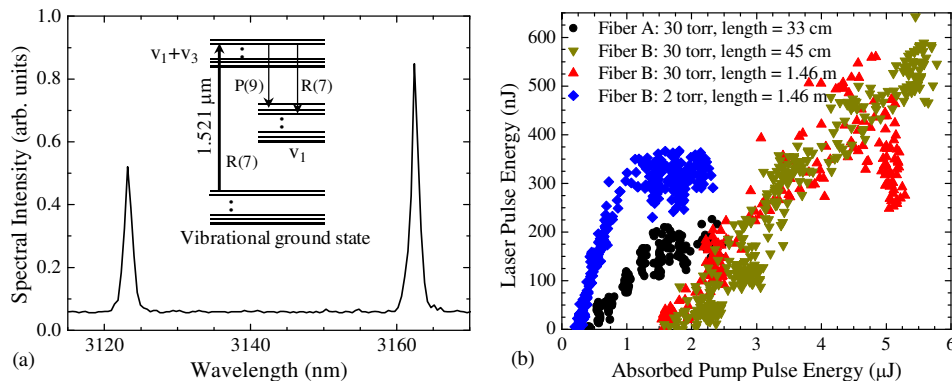 Spectral Intensity (arb. units)
1.0
0.8
0.6
0.4
0.2
0.0
v1+v3
P(9)
R(7)
1.521 μm
v1
R(7)
Vibrational ground state
3120
3140
3160
Wavelength (nm)
(a)
Laser Pulse Energy (nJ)
600
500
400
300
200
100
0
Fiber A: 30 torr, length = 33 cm
Fiber B: 30 torr, length = 45 cm
Fiber B: 30 torr, length = 1.46 m
Fiber B: 2 torr, length = 1.46 m
0
1
2
3
4
5
6
Absorbed Pump Pulse Energy (μJ)
(b)